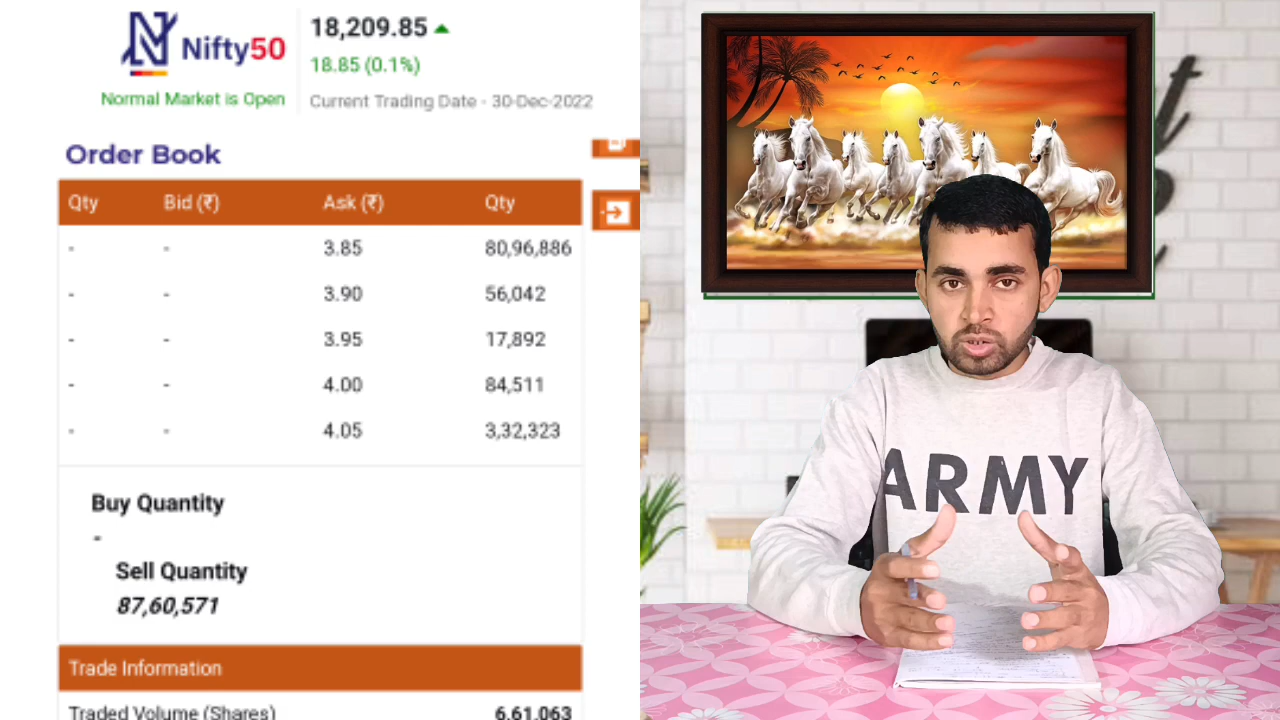 Nifty50
18,209.85
18.85 (0.1%)
Normal Market is Open
Current Trading Date - 30-Dec-2022
Order Book
Qty Bid (₹) Ask (₹) Qty
- - 3.85 80,96,886
- - 3.90 56,042
- - 3.95 17,892
- - 4.00 84,511
- - 4.05 3,32,323
Buy Quantity
-
Sell Quantity
87,60,571
Trade Information
Traded Volume (Shares) 6,61,063
ARMY